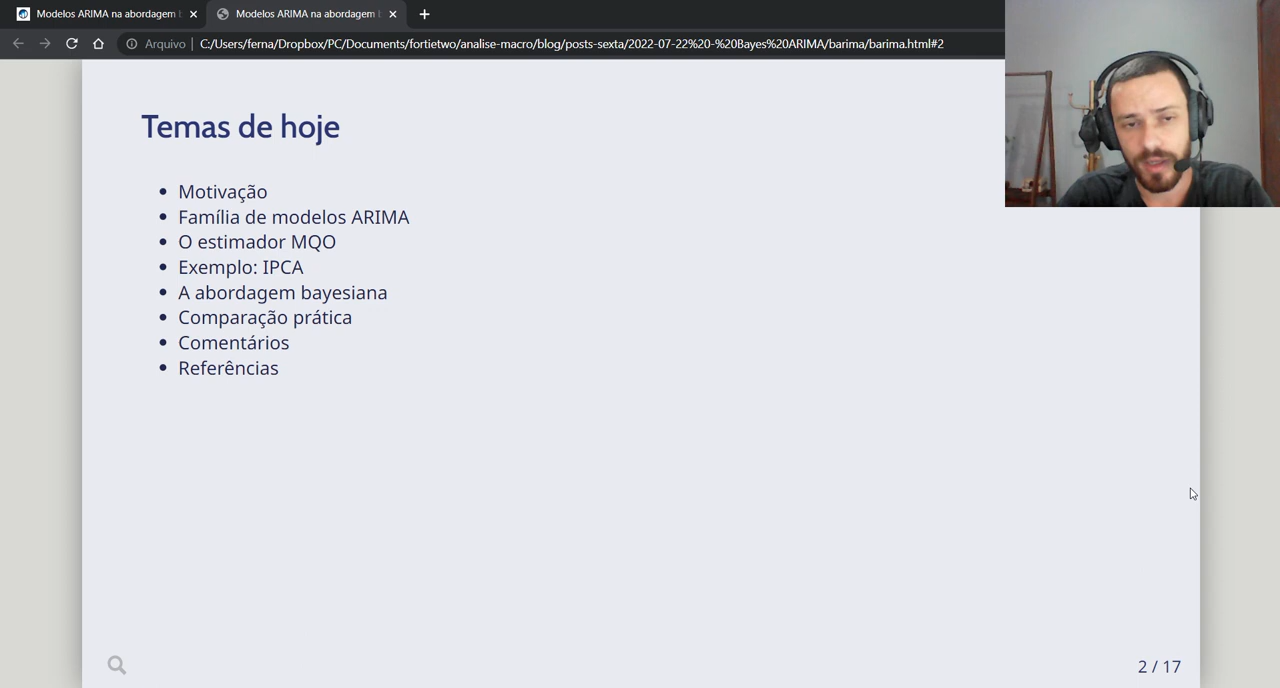 Modelos ARIMA na abordagem
Modelos ARIMA na abordagem
Arquivo
C:/Users/ferna/Dropbox/PC/Documents/fortietwo/analise-macro/blog/posts-sexta/2022-07-22%20-%20Bayes%20ARIMA/barima/barima.html#2
Temas de hoje
Motivação
Família de modelos ARIMA
O estimador MQO
Exemplo: IPCA
A abordagem bayesiana
Comparação prática
Comentários
Referências
2 / 17